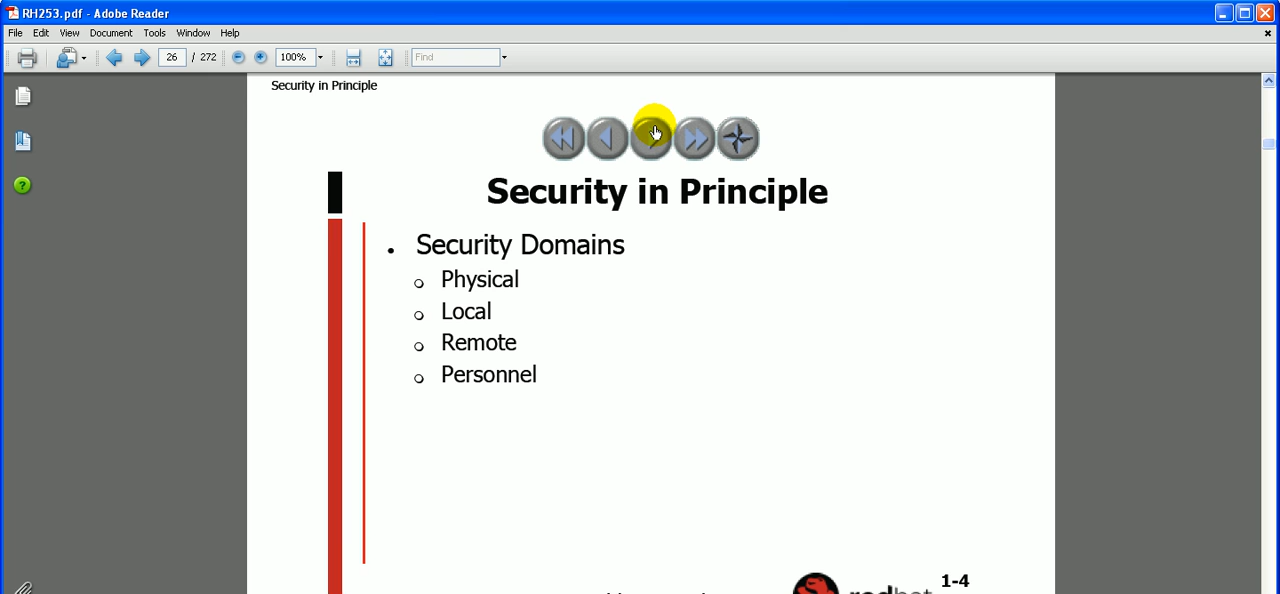 RH253.pdf - Adobe Reader
File Edit View Document Tools Window Help
26 / 272 100% Find
Security in Principle
Security in Principle
Security Domains
Physical
Local
Remote
Personnel
1-4